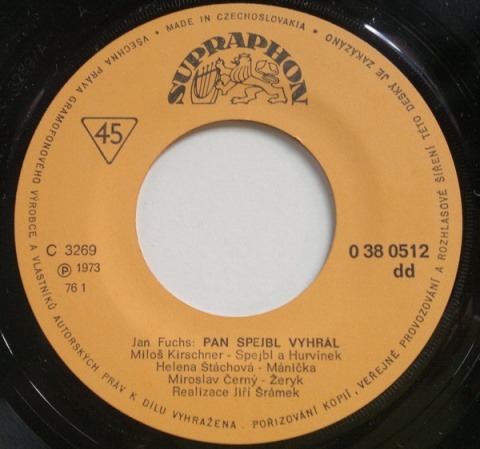 • MADE IN CZECHOSLOVAKIA •
VŠECHNA PRÁVA GRAMOFONOVÉHO VÝROBCE A VLASTNÍKŮ AUTORSKÝCH PRÁV K DÍLU VYHRAŽENA. POŘIZOVÁNÍ KOPIÍ, VEŘEJNÉ PROVOZOVÁNÍ A ROZHLASOVÉ ŠÍŘENÍ TÉTO DESKY JE ZAKÁZÁNO
SUPRAPHON
45
C 3269
℗ 1973
76 1
0 38 0512
dd
Jan Fuchs: PAN SPEJBL VYHRÁL
Miloš Kirschner - Spejbl a Hurvínek
Helena Štáchová - Mánička
Miroslav Černý - Žeryk
Realizace Jiří Šrámek